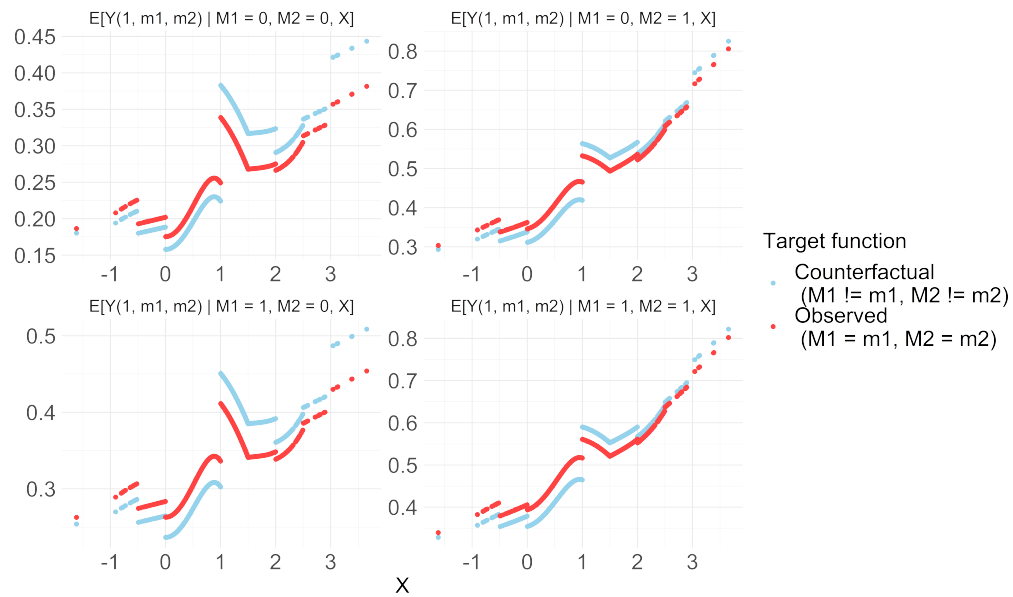 E[Y(1, m1, m2) | M1 = 0, M2 = 0, X]
E[Y(1, m1, m2) | M1 = 0, M2 = 1, X]
0.45
0.40
0.35
0.30
0.25
0.20
0.15
0.8
0.7
0.6
0.5
0.4
0.3
-1 0 1 2 3
-1 0 1 2 3
E[Y(1, m1, m2) | M1 = 1, M2 = 0, X]
E[Y(1, m1, m2) | M1 = 1, M2 = 1, X]
0.5
0.4
0.3
0.8
0.7
0.6
0.5
0.4
-1 0 1 2 3
-1 0 1 2 3
X
Target function
Counterfactual
(M1 != m1, M2 != m2)
Observed
(M1 = m1, M2 = m2)